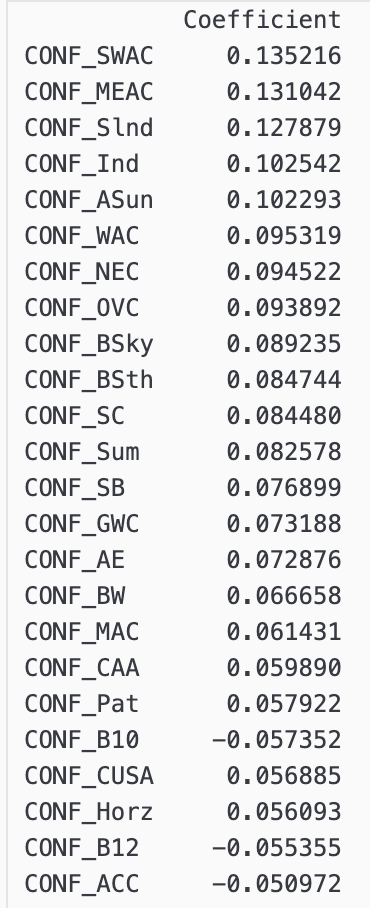 Coefficient
CONF_SWAC 0.135216
CONF_MEAC 0.131042
CONF_Slnd 0.127879
CONF_Ind 0.102542
CONF_ASun 0.102293
CONF_WAC 0.095319
CONF_NEC 0.094522
CONF_OVC 0.093892
CONF_BSky 0.089235
CONF_BSth 0.084744
CONF_SC 0.084480
CONF_Sum 0.082578
CONF_SB 0.076899
CONF_GWC 0.073188
CONF_AE 0.072876
CONF_BW 0.066658
CONF_MAC 0.061431
CONF_CAA 0.059890
CONF_Pat 0.057922
CONF_B10 −0.057352
CONF_CUSA 0.056885
CONF_Horz 0.056093
CONF_B12 −0.055355
CONF_ACC −0.050972